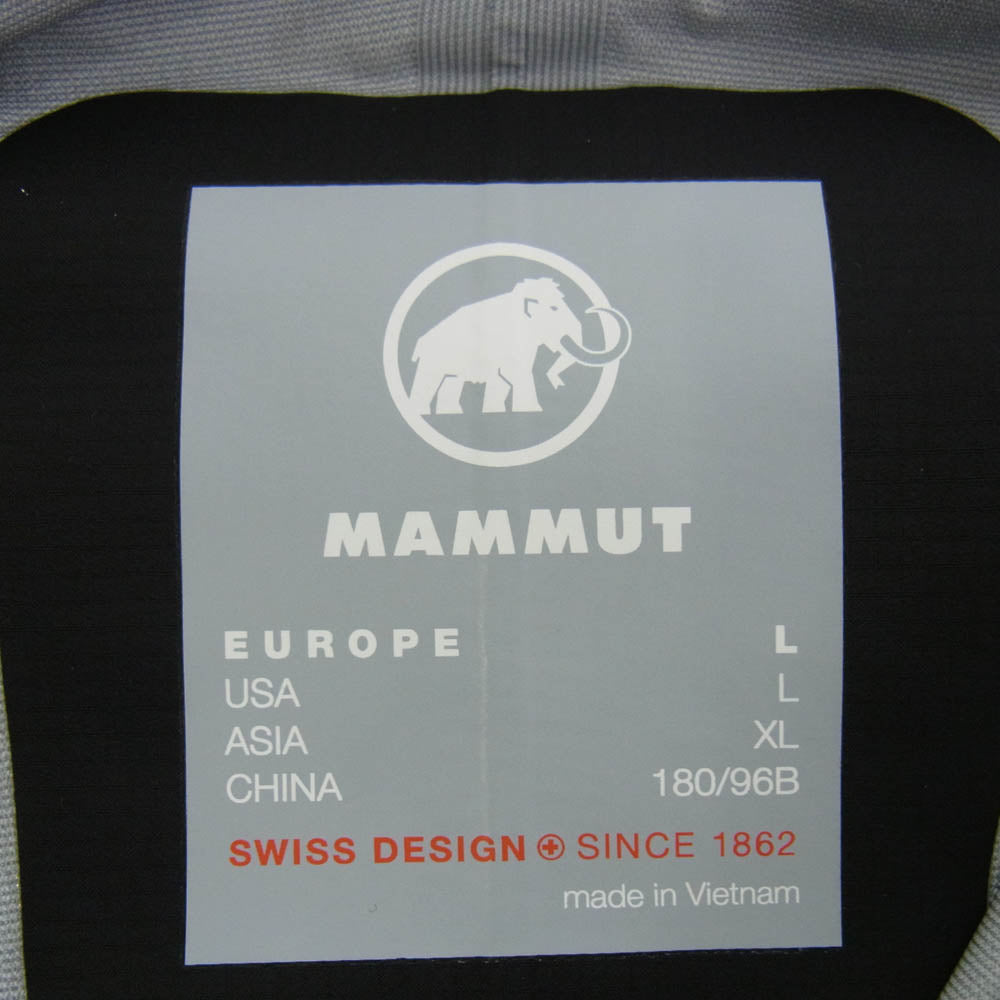 MAMMUT
EUROPE L
USA L
ASIA XL
CHINA 180/96B
SWISS DESIGN SINCE 1862
made in Vietnam